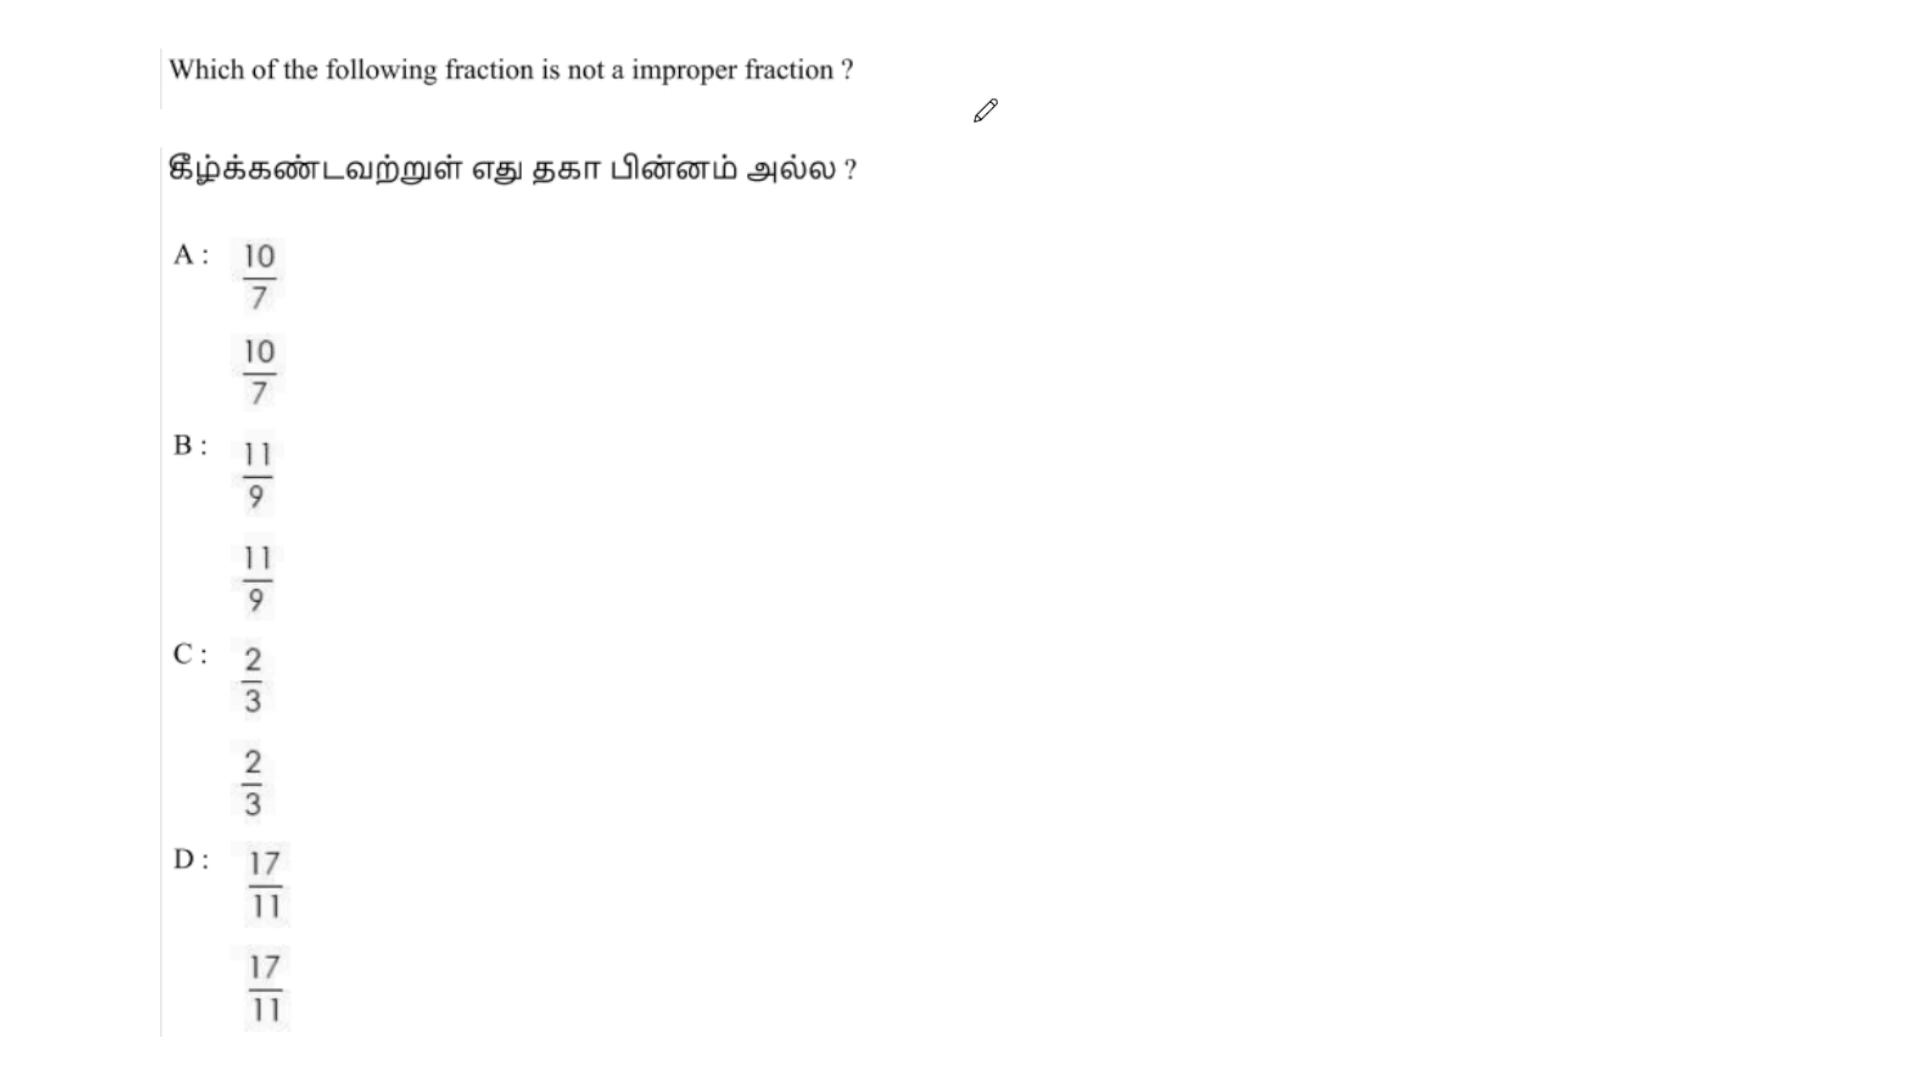 Which of the following fraction is not a improper fraction ?
கீழ்க்கண்டவற்றுள் எது தகா பின்னம் அல்ல ?
A : 10/7
10/7
B : 11/9
11/9
C : 2/3
2/3
D : 17/11
17/11